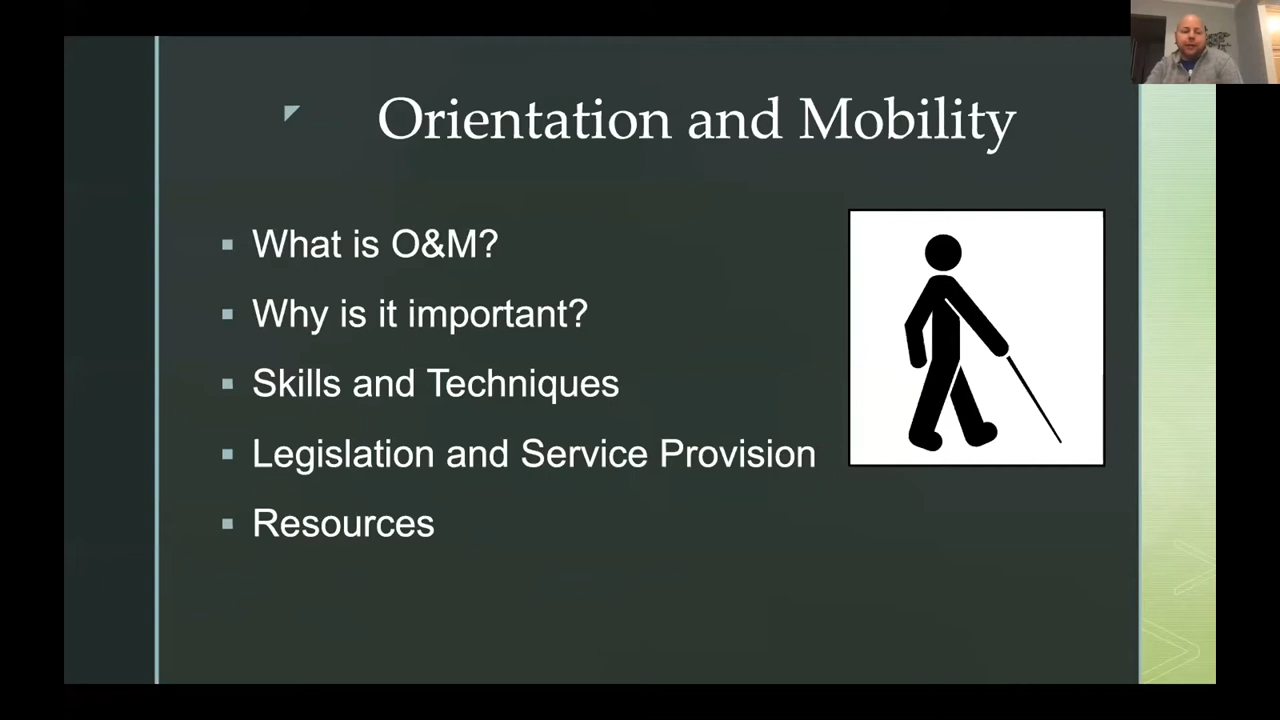 Orientation and Mobility
What is O&M?
Why is it important?
Skills and Techniques
Legislation and Service Provision
Resources